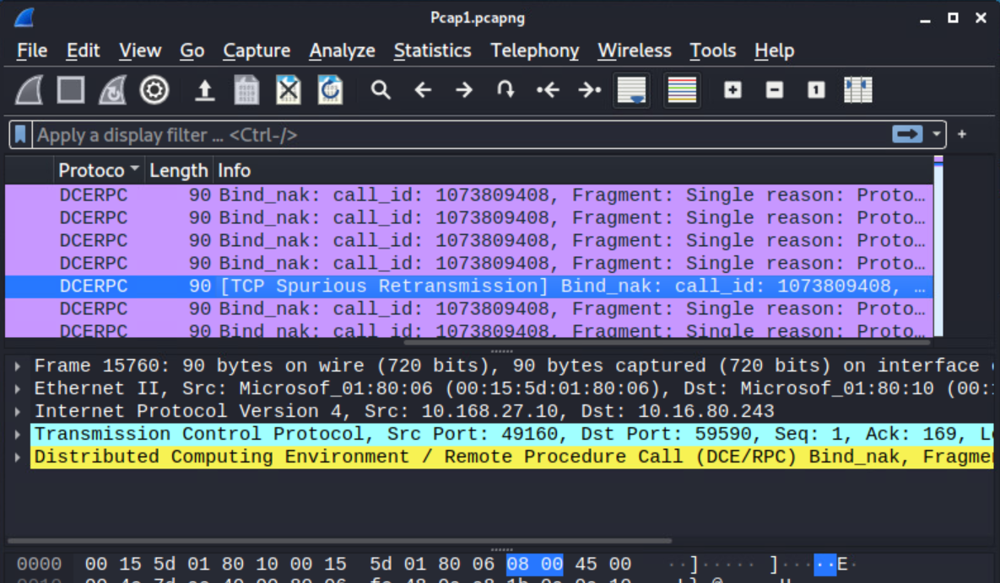 Pcap1.pcapng
File Edit View Go Capture Analyze Statistics Telephony Wireless Tools Help
Apply a display filter … <Ctrl-/>
Protoco Length Info
DCERPC 90 Bind_nak: call_id: 1073809408, Fragment: Single reason: Proto…
DCERPC 90 Bind_nak: call_id: 1073809408, Fragment: Single reason: Proto…
DCERPC 90 Bind_nak: call_id: 1073809408, Fragment: Single reason: Proto…
DCERPC 90 Bind_nak: call_id: 1073809408, Fragment: Single reason: Proto…
DCERPC 90 [TCP Spurious Retransmission] Bind_nak: call_id: 1073809408, …
DCERPC 90 Bind_nak: call_id: 1073809408, Fragment: Single reason: Proto…
DCERPC 90 Bind_nak: call_id: 1073809408, Fragment: Single reason: Proto…
Frame 15760: 90 bytes on wire (720 bits), 90 bytes captured (720 bits) on interface
Ethernet II, Src: Microsof_01:80:06 (00:15:5d:01:80:06), Dst: Microsof_01:80:10 (00:
Internet Protocol Version 4, Src: 10.168.27.10, Dst: 10.16.80.243
Transmission Control Protocol, Src Port: 49160, Dst Port: 59590, Seq: 1, Ack: 169, L
Distributed Computing Environment / Remote Procedure Call (DCE/RPC) Bind_nak, Fragme
0000 00 15 5d 01 80 10 00 15 5d 01 80 06 08 00 45 00 ··]····· ]·····E·